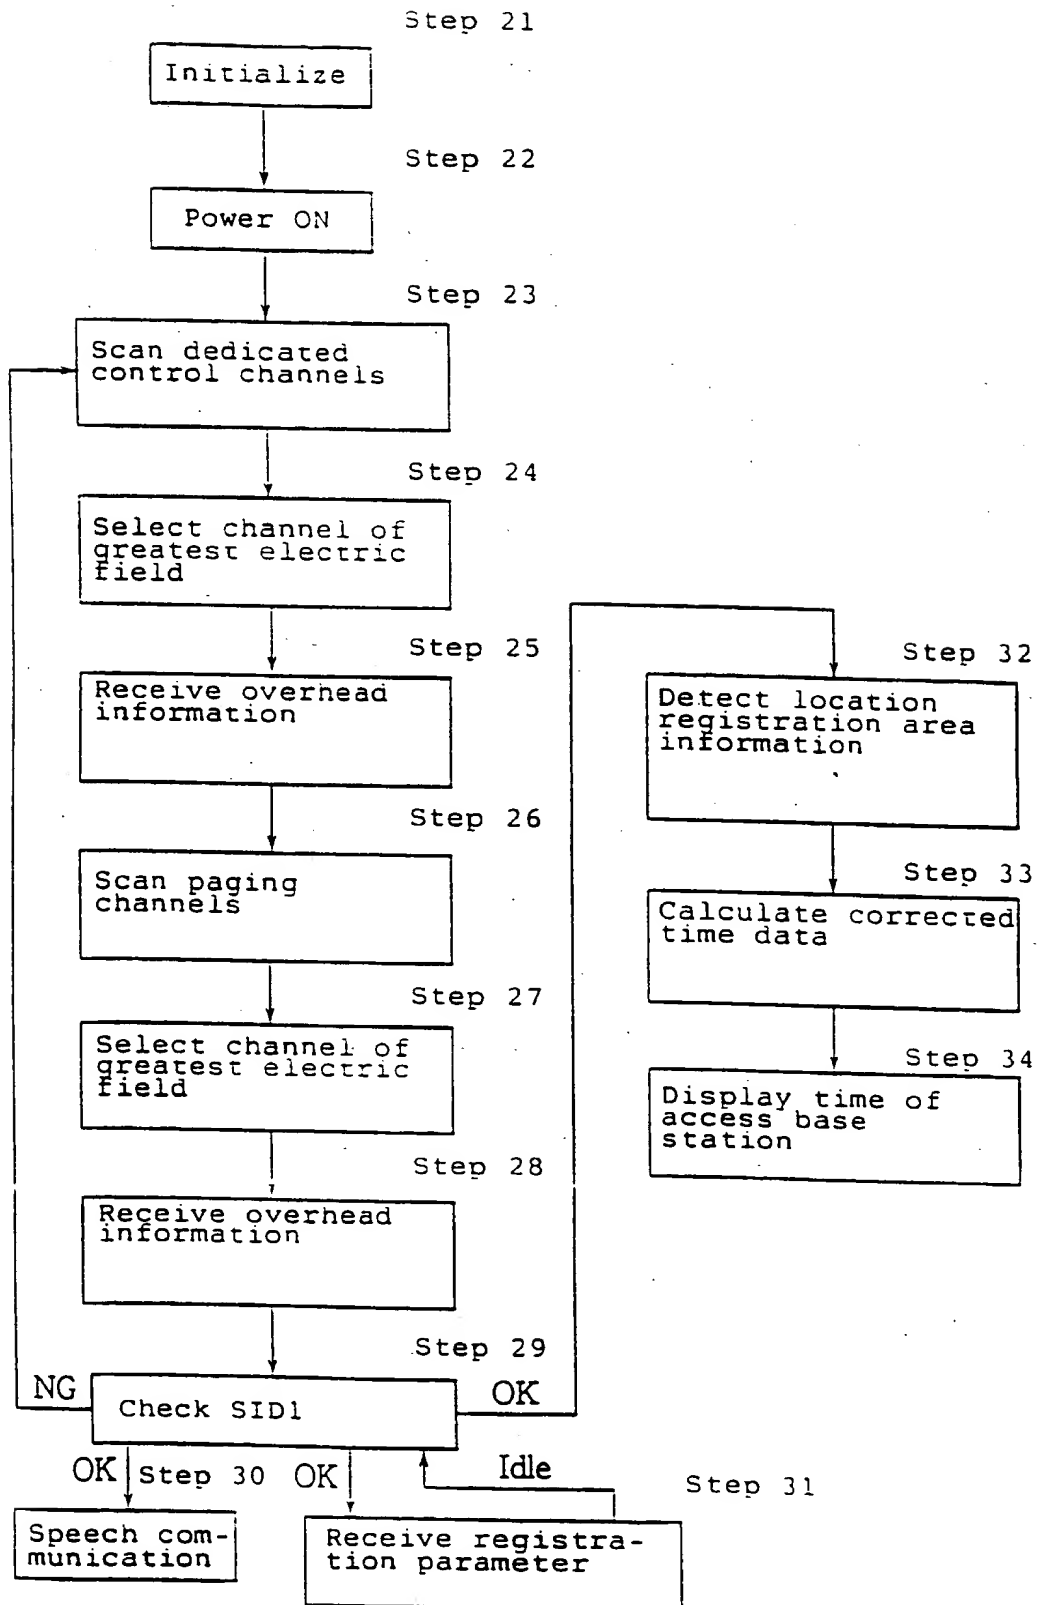 Step 21
Initialize
Step 22
Power ON
Step 23
Scan dedicated
control channels
Step 24
Select channel of
greatest electric
field
Step 25
Receive overhead
information
Step 26
Scan paging
channels
Step 27
Select channel of
greatest electric
field
Step 28
Receive overhead
information
Step 29
NG
Check SID1
OK
OK
Step 30
OK
Idle
Step 31
Speech com-
munication
Receive registra-
tion parameter
Step 32
Detect location
registration area
information
Step 33
Calculate corrected
time data
Step 34
Display time of
access base
station